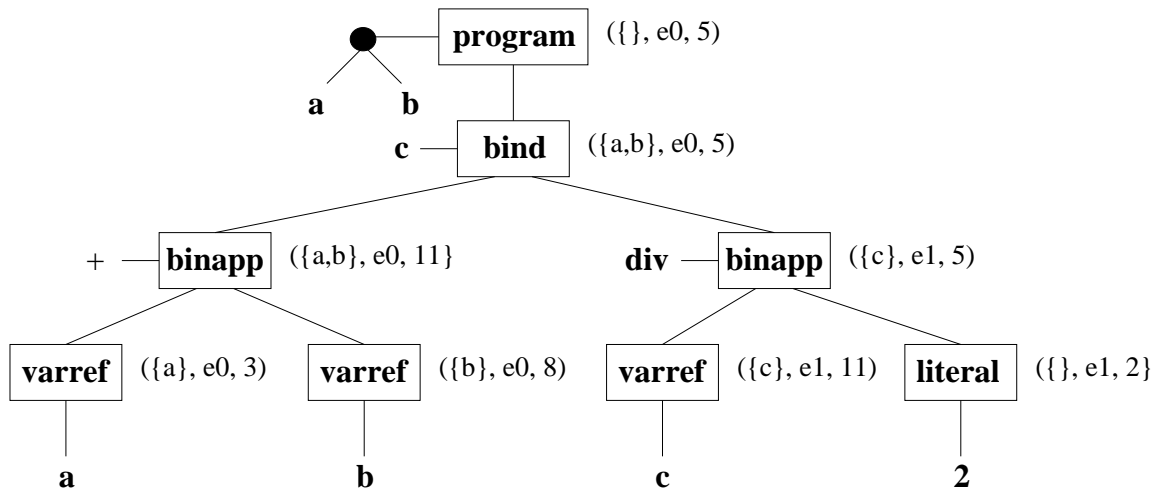 program ({}, e0, 5)
a b
c bind ({a,b}, e0, 5)
+ binapp ({a,b}, e0, 11} div binapp ({c}, e1, 5)
varref ({a}, e0, 3) varref ({b}, e0, 8) varref ({c}, e1, 11) literal ({}, e1, 2}
a b c 2